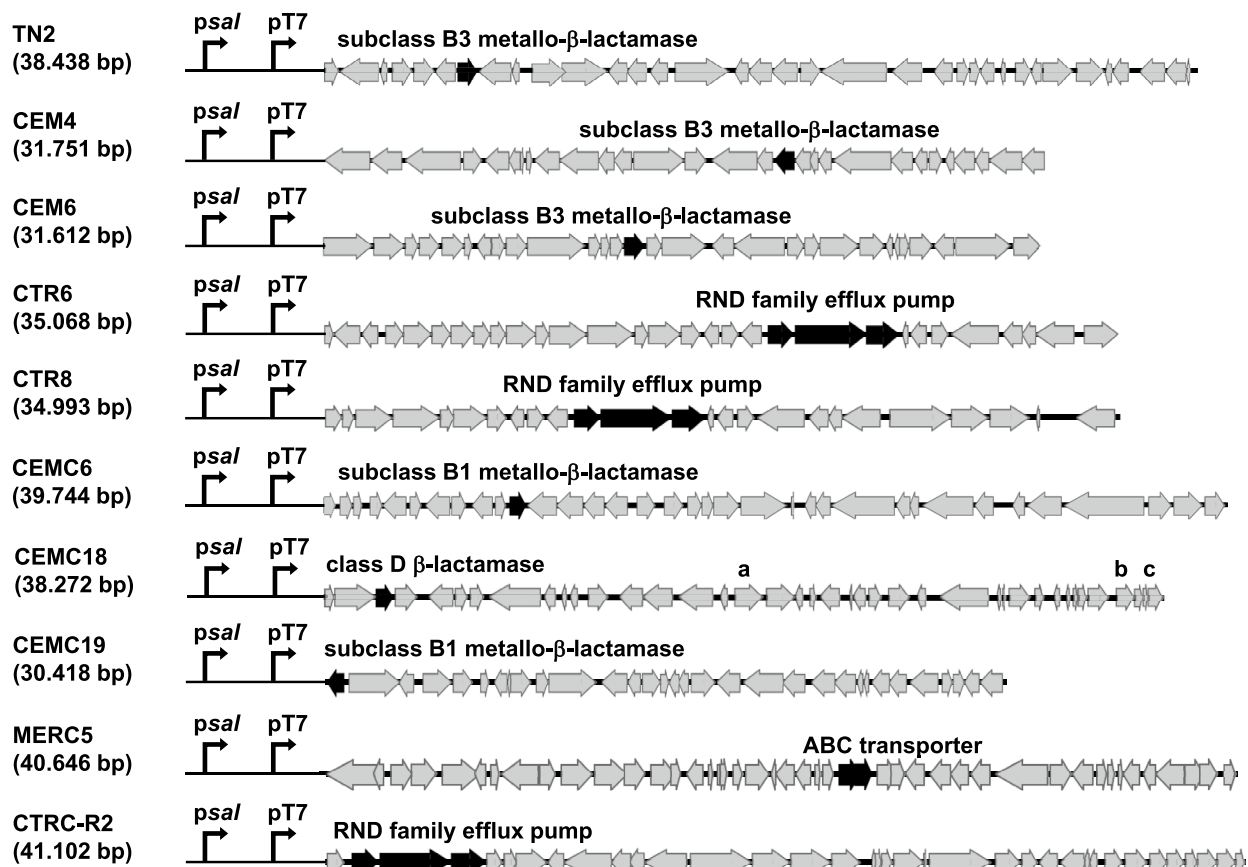 TN2
(38.438 bp)
psal
pT7
subclass B3 metallo-β-lactamase
CEM4
(31.751 bp)
psal
pT7
subclass B3 metallo-β-lactamase
CEM6
(31.612 bp)
psal
pT7
subclass B3 metallo-β-lactamase
CTR6
(35.068 bp)
psal
pT7
RND family efflux pump
CTR8
(34.993 bp)
psal
pT7
RND family efflux pump
CEMC6
(39.744 bp)
psal
pT7
subclass B1 metallo-β-lactamase
CEMC18
(38.272 bp)
psal
pT7
class D β-lactamase
a
b
c
CEMC19
(30.418 bp)
psal
pT7
subclass B1 metallo-β-lactamase
MERC5
(40.646 bp)
psal
pT7
ABC transporter
CTRC-R2
(41.102 bp)
psal
pT7
RND family efflux pump